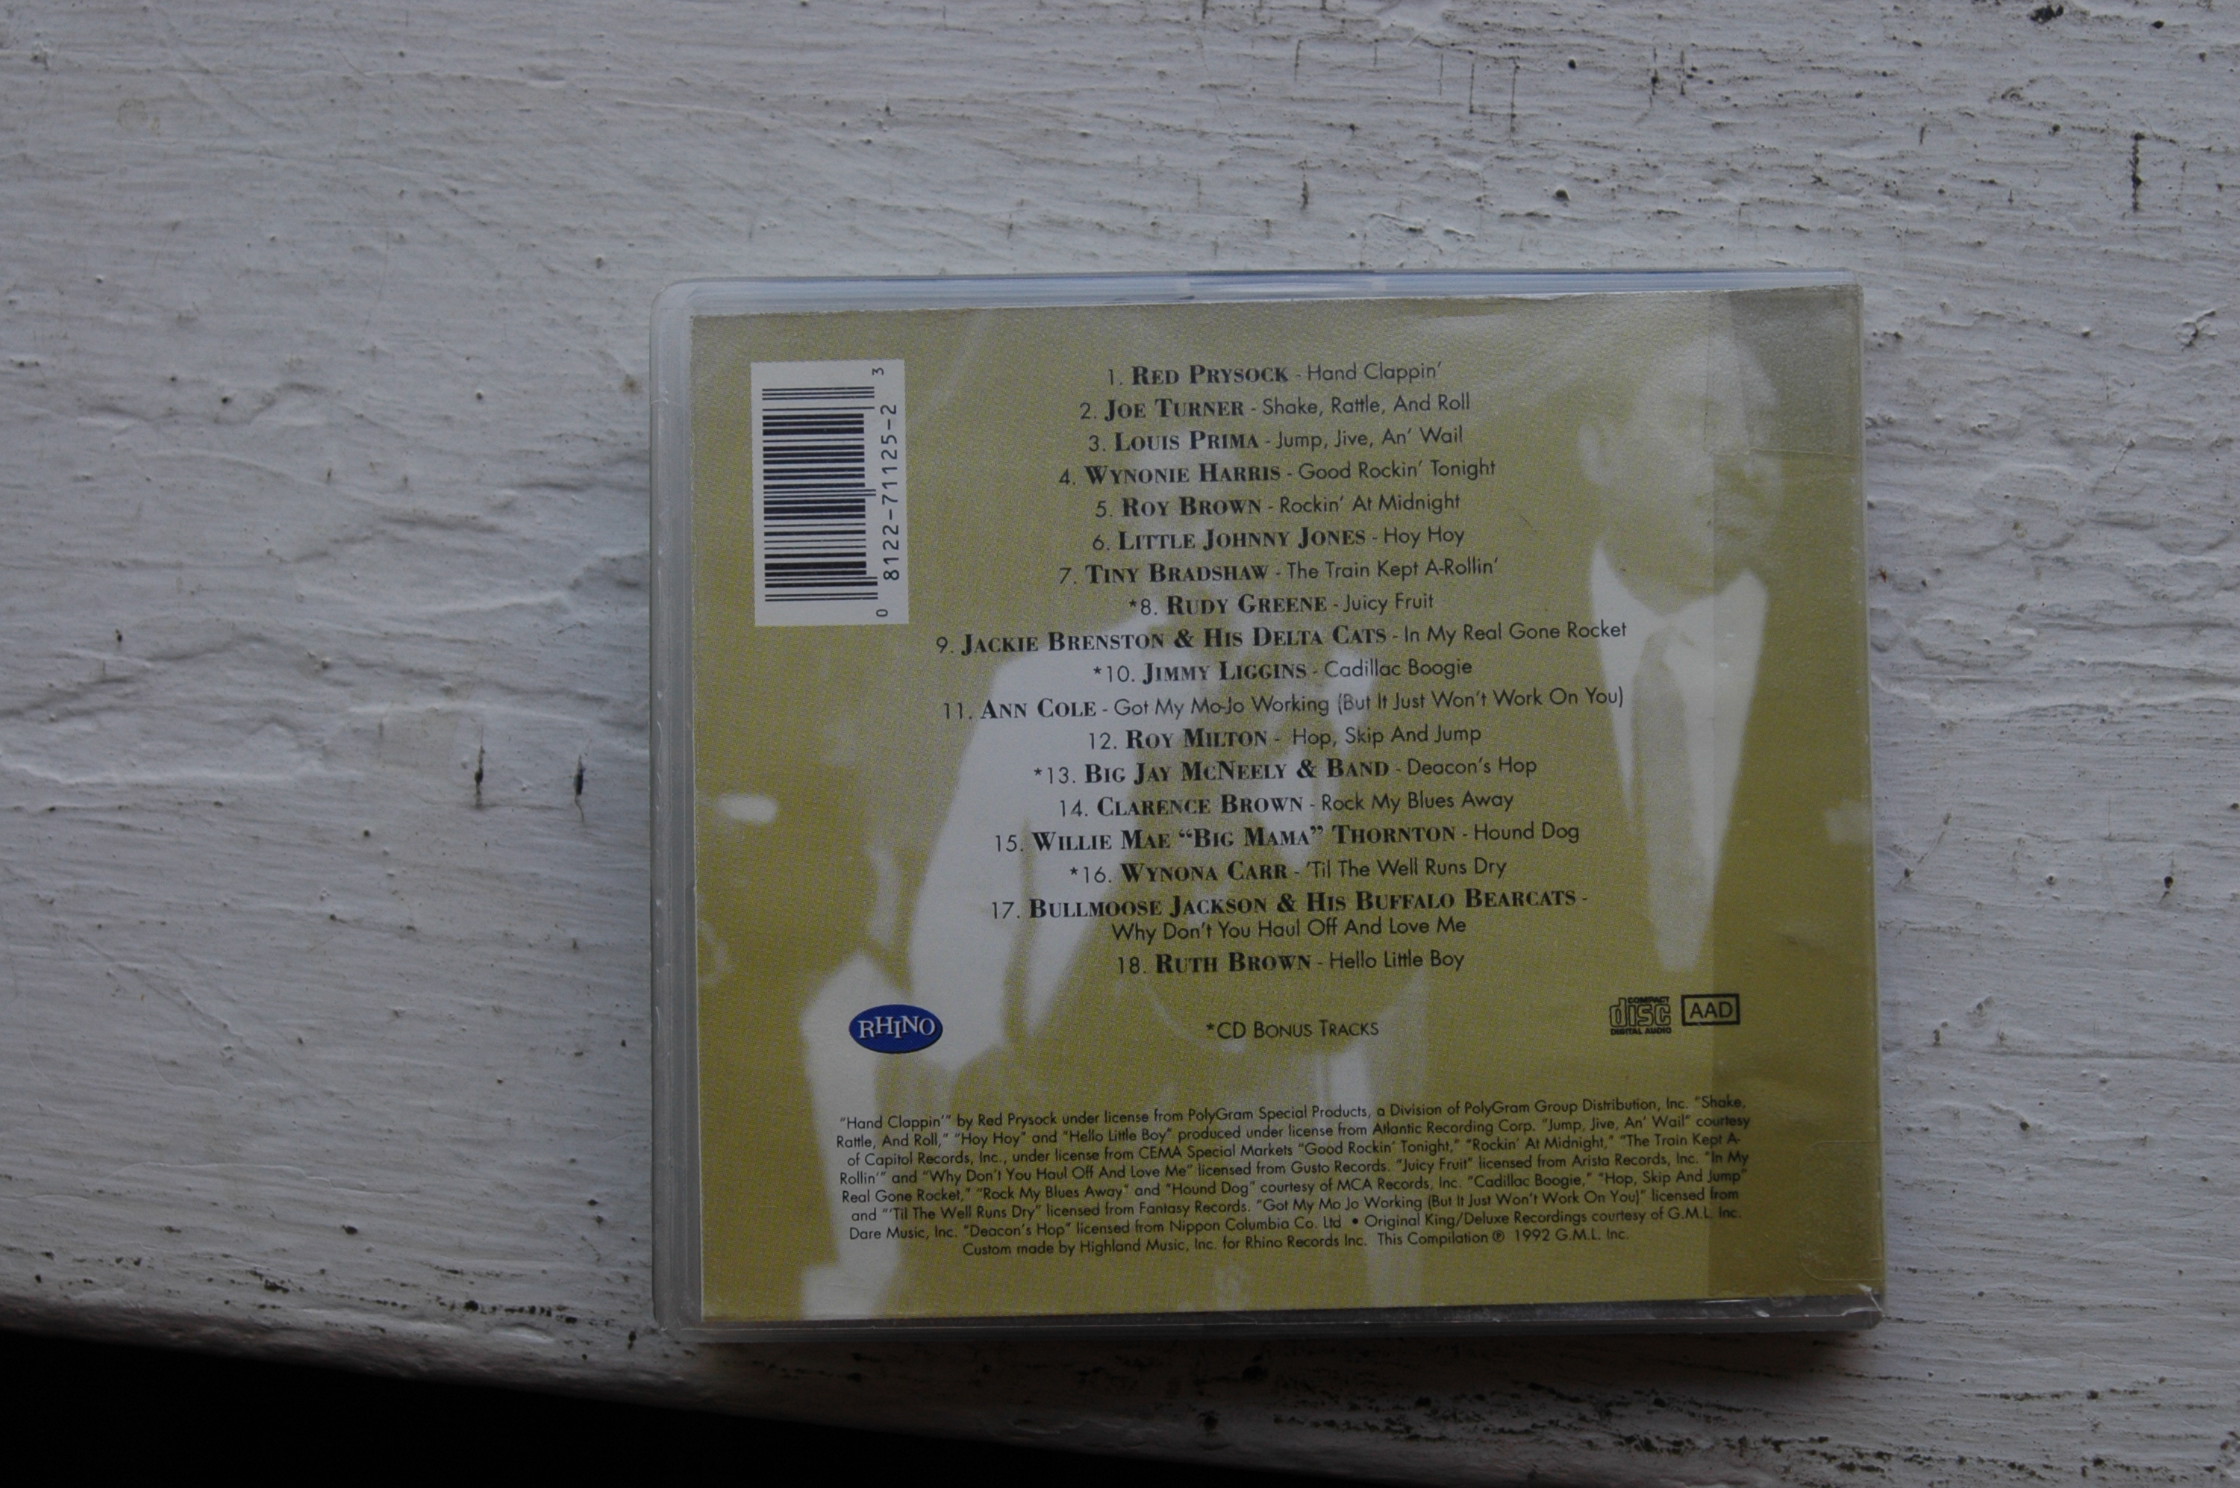 3
8122-71125-2
0
1. RED PRYSOCK - Hand Clappin'
2. JOE TURNER - Shake, Rattle, And Roll
3. LOUIS PRIMA - Jump, Jive, An' Wail
4. WYNONIE HARRIS - Good Rockin' Tonight
5. ROY BROWN - Rockin' At Midnight
6. LITTLE JOHNNY JONES - Hoy Hoy
7. TINY BRADSHAW - The Train Kept A-Rollin'
*8. RUDY GREENE - Juicy Fruit
9. JACKIE BRENSTON & HIS DELTA CATS - In My Real Gone Rocket
*10. JIMMY LIGGINS - Cadillac Boogie
11. ANN COLE - Got My Mo-Jo Working (But It Just Won't Work On You)
12. ROY MILTON - Hop, Skip And Jump
*13. BIG JAY MCNEELY & BAND - Deacon's Hop
14. CLARENCE BROWN - Rock My Blues Away
15. WILLIE MAE “BIG MAMA” THORNTON - Hound Dog
*16. WYNONA CARR - 'Til The Well Runs Dry
17. BULLMOOSE JACKSON & HIS BUFFALO BEARCATS -
Why Don't You Haul Off And Love Me
18. RUTH BROWN - Hello Little Boy
RHINO
*CD BONUS TRACKS
COMPACT
disc
DIGITAL AUDIO
AAD
"Hand Clappin'" by Red Prysock under license from PolyGram Special Products, a Division of PolyGram Group Distribution, Inc. "Shake,
Rattle, And Roll," "Hoy Hoy" and "Hello Little Boy" produced under license from Atlantic Recording Corp. "Jump, Jive, An' Wail" courtesy
of Capitol Records, Inc., under license from CEMA Special Markets "Good Rockin' Tonight," "Rockin' At Midnight," "The Train Kept A-
Rollin'" and "Why Don't You Haul Off And Love Me" licensed from Gusto Records. "Juicy Fruit" licensed from Arista Records, Inc. "In My
Real Gone Rocket," "Rock My Blues Away" and "Hound Dog" courtesy of MCA Records, Inc. "Cadillac Boogie," "Hop, Skip And Jump"
and "'Til The Well Runs Dry" licensed from Fantasy Records. "Got My Mo Jo Working (But It Just Won't Work On You)" licensed from
Dare Music, Inc. "Deacon's Hop" licensed from Nippon Columbia Co. Ltd • Original King/Deluxe Recordings courtesy of G.M.L. Inc.
Custom made by Highland Music, Inc. for Rhino Records Inc. This Compilation ℗ 1992 G.M.L. Inc.